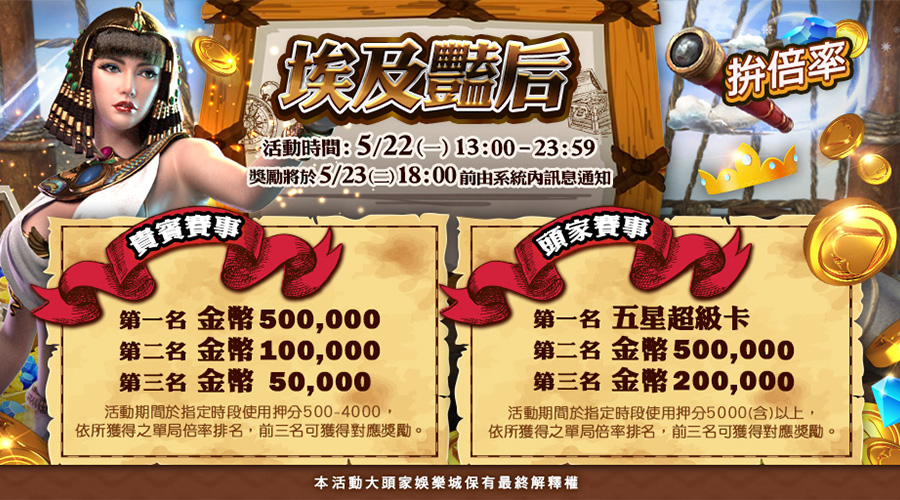 埃及豔后
拚倍率
活動時間：5/22(一) 13:00-23:59
獎勵將於5/23(二)18:00前由系統內訊息通知
貴賓賽事
第一名 金幣 500,000
第二名 金幣 100,000
第三名 金幣 50,000
活動期間於指定時段使用押分500-4000，
依所獲得之單局倍率排名，前三名可獲得對應獎勵。
頭家賽事
第一名 五星超級卡
第二名 金幣 500,000
第三名 金幣 200,000
活動期間於指定時段使用押分5000(含)以上，
依所獲得之單局倍率排名，前三名可獲得對應獎勵。
本活動大頭家娛樂城保有最終解釋權